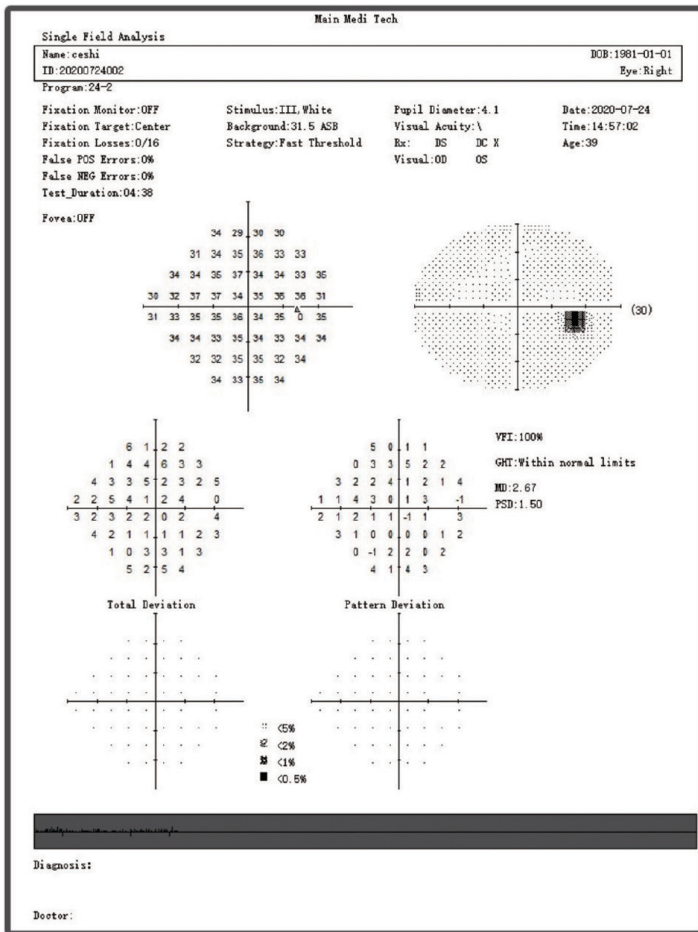 Main Medi Tech
Single Field Analysis
Name:ceshi DOB:1981-01-01
ID:20200724002 Eye:Right
Program:24-2
Fixation Monitor:OFF Stimulus:III,White Pupil Diameter:4.1 Date:2020-07-24
Fixation Target:Center Background:31.5 ASB Visual Acuity:\ Time:14:57:02
Fixation Losses:0/16 Strategy:Fast Threshold Rx: DS DC X Age:39
False POS Errors:0% Visual:OD OS
False NEG Errors:0%
Test_Duration:04:38
Fovea:OFF
34 29 30 30
31 34 35 36 33 33
34 34 35 37 34 34 33 35
30 32 37 37 34 35 36 36 31
31 33 35 35 36 34 35 0 35
(30)
34 34 33 35 34 33 34 34
32 32 35 35 32 34
34 33 35 34
6 1 2 2
1 4 4 6 3 3
4 3 3 5 2 3 2 5
2 2 5 4 1 2 4 0
3 2 3 2 2 0 2 4
4 2 1 1 1 1 2 3
1 0 3 3 1 3
5 2 5 4
5 0 1 1
0 3 3 5 2 2
3 2 2 4 1 2 1 4
1 1 4 3 0 1 3 -1
2 1 2 1 1 -1 1 3
3 1 0 0 0 0 1 2
0 -1 2 2 0 2
4 1 4 3
VFI:100%
GHT:Within normal limits
MD:2.67
PSD:1.50
Total Deviation
Pattern Deviation
<5%
<2%
<1%
<0.5%
Diagnosis:
Doctor: